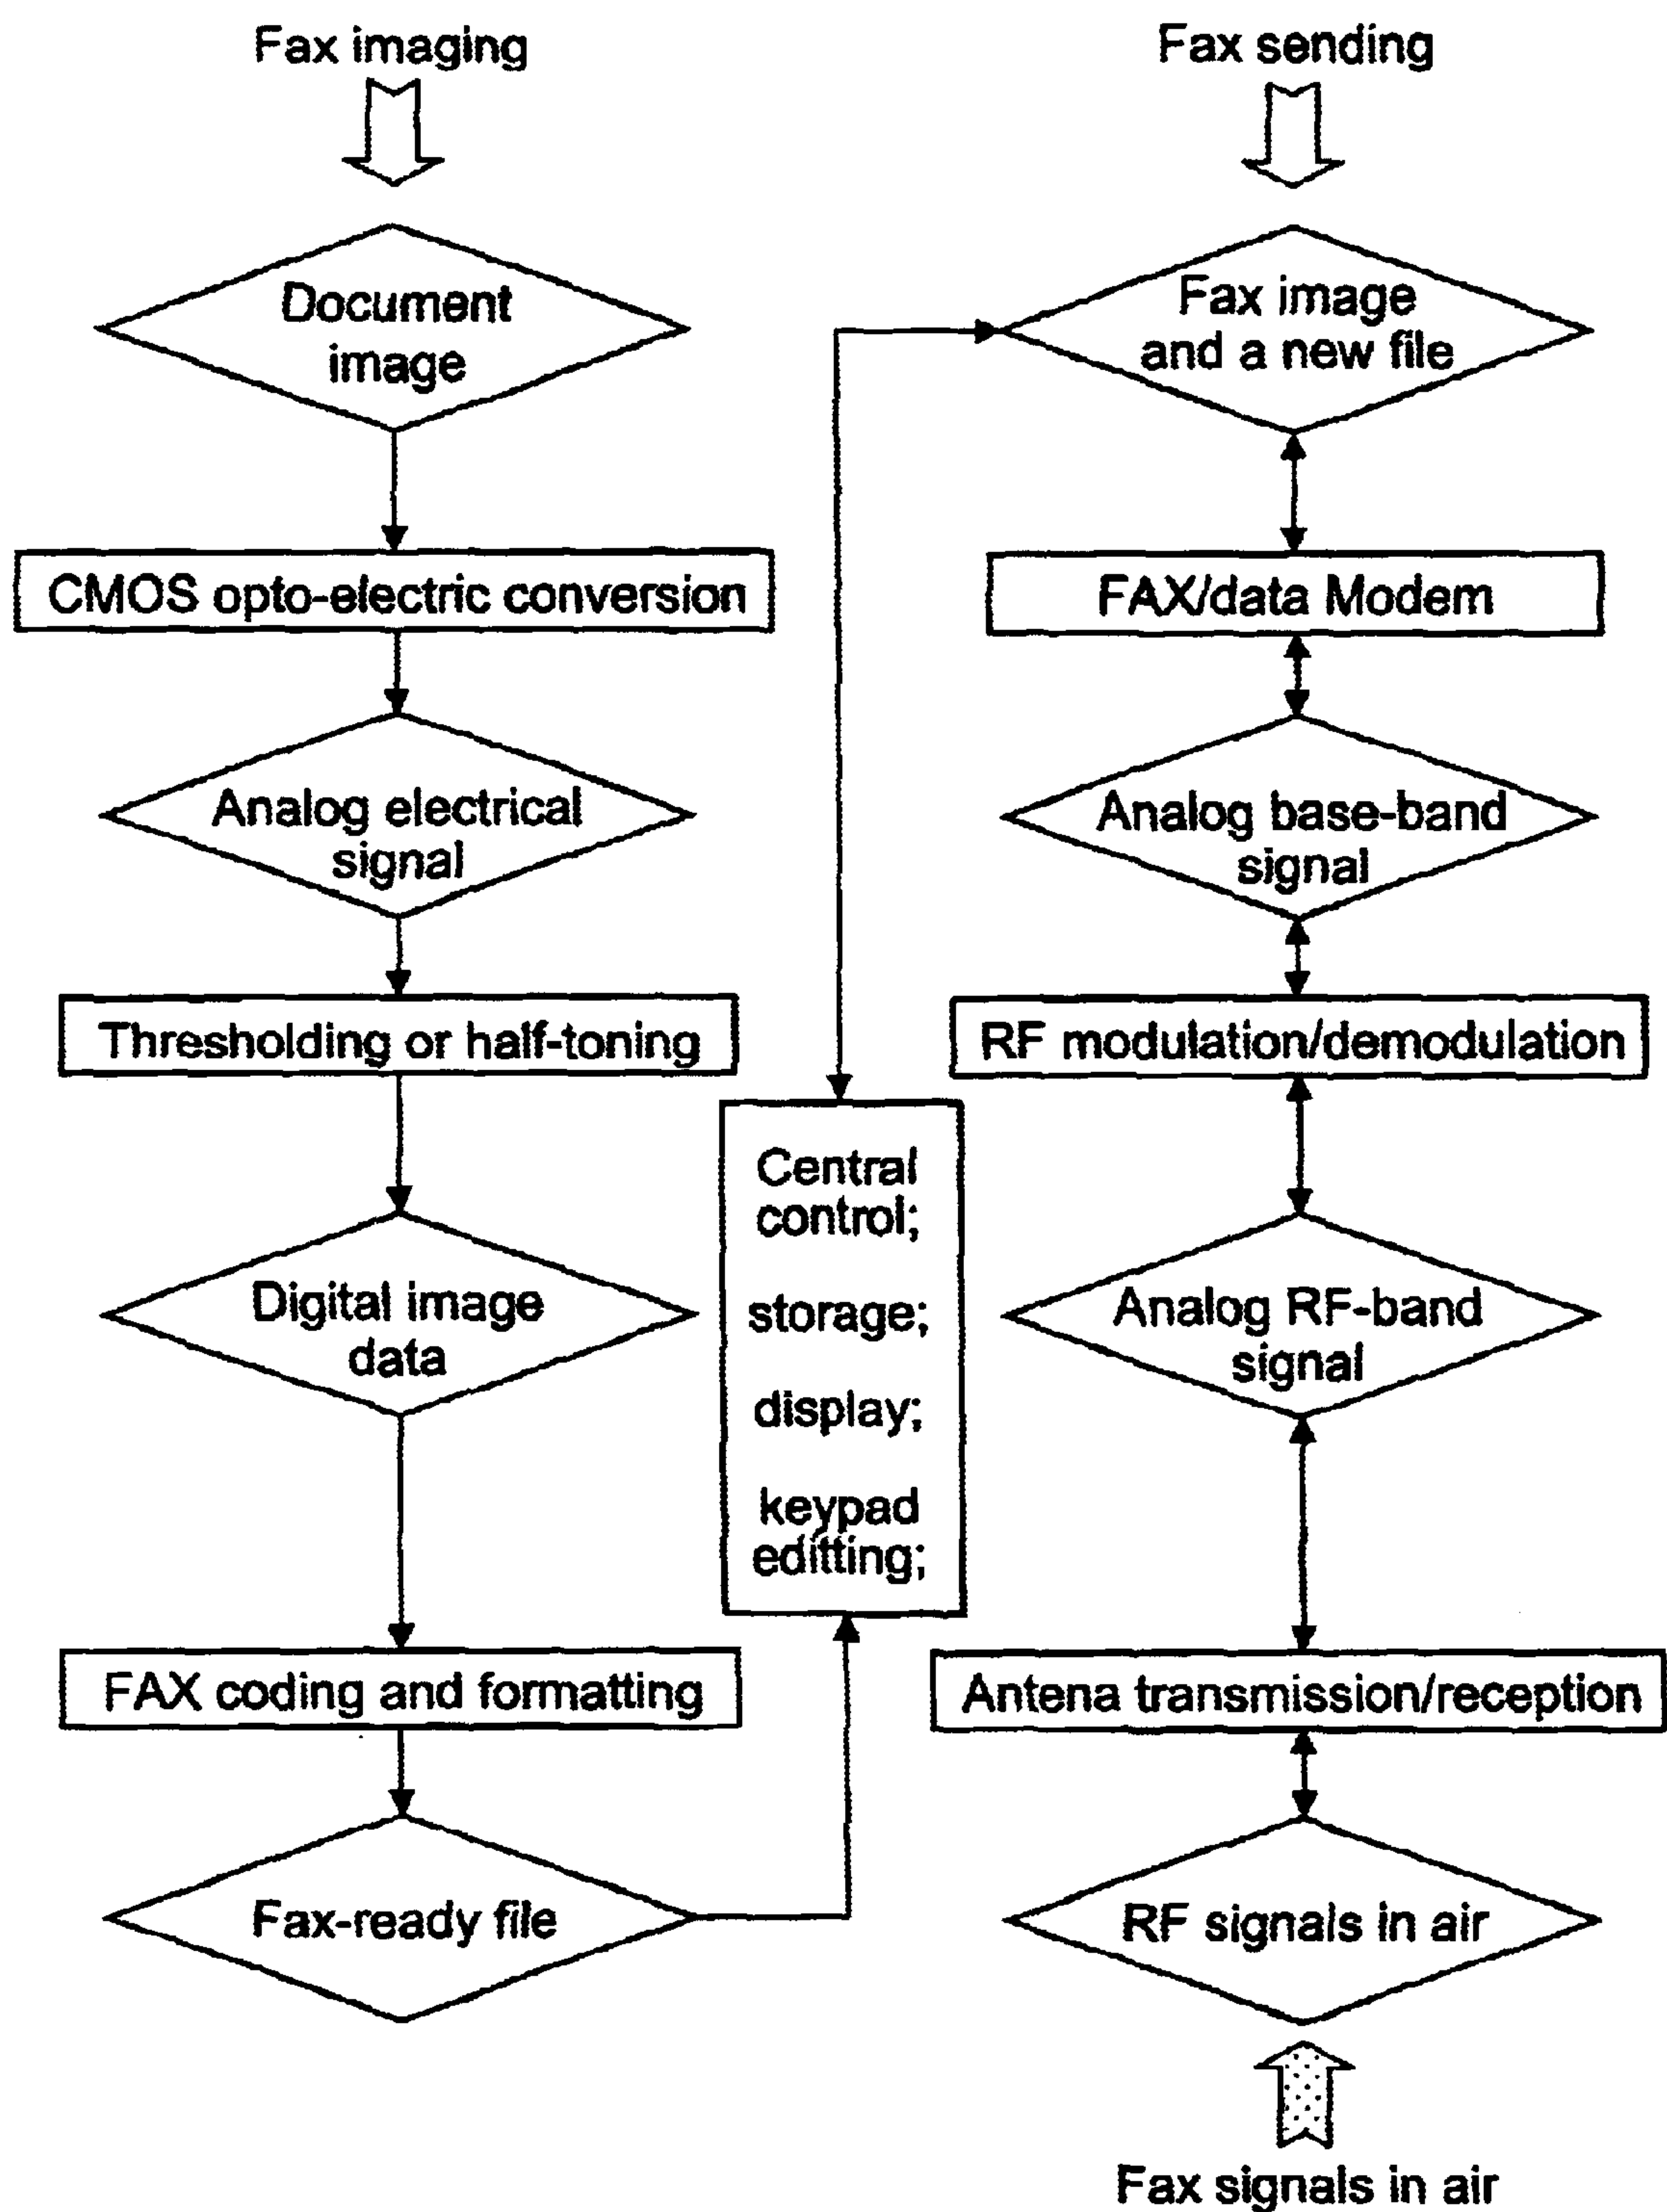 Fax imaging
Document
image
CMOS opto-electric conversion
Analog electrical
signal
Thresholding or half-toning
Digital image
data
FAX coding and formatting
Fax-ready file
Central
control;
storage;
display;
keypad
editting;
Fax sending
Fax image
and a new file
FAX/data Modem
Analog base-band
signal
RF modulation/demodulation
Analog RF-band
signal
Antena transmission/reception
RF signals in air
Fax signals in air